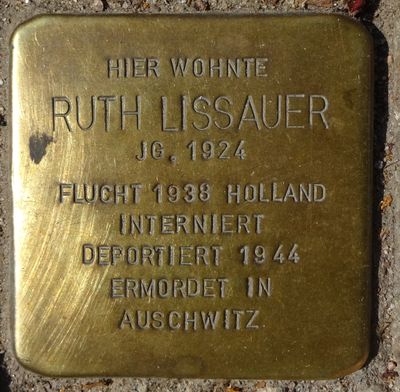 HIER WOHNTE
RUTH LISSAUER
JG. 1924
FLUCHT 1938 HOLLAND
INTERNIERT
DEPORTIERT 1944
ERMORDET IN
AUSCHWITZ